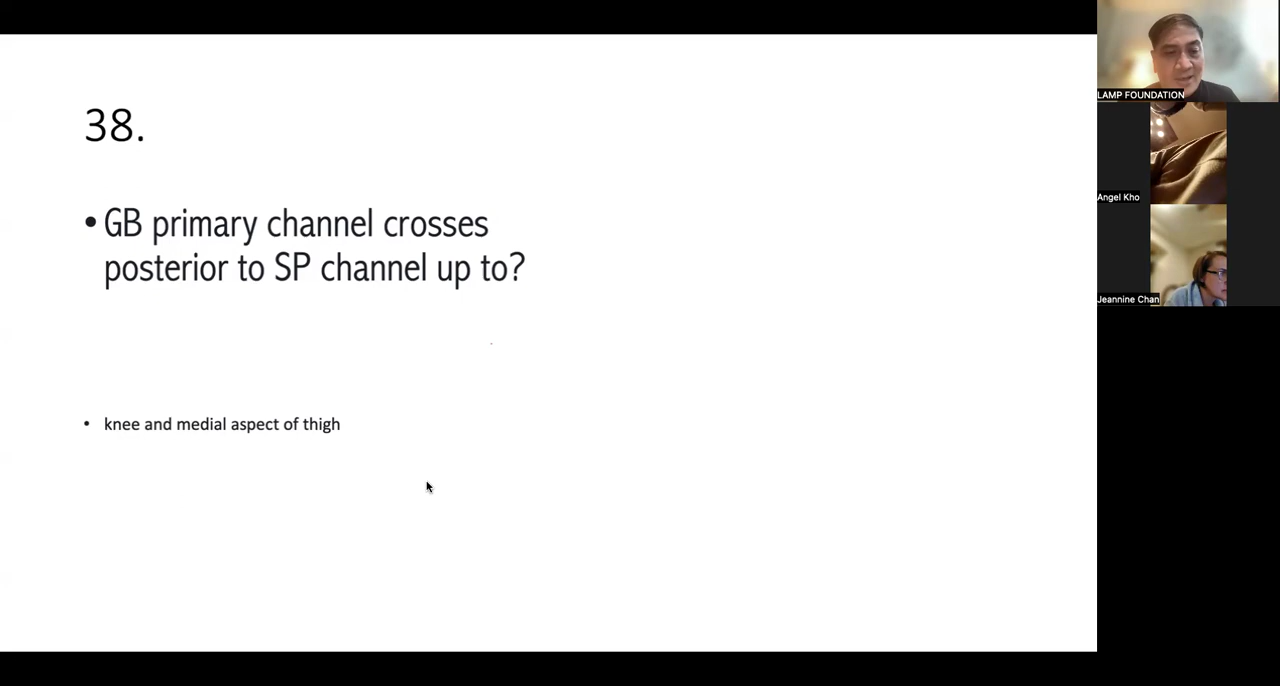 38.
• GB primary channel crosses
posterior to SP channel up to?
• knee and medial aspect of thigh
LAMP FOUNDATION
Angel Kho
Jeannine Chan